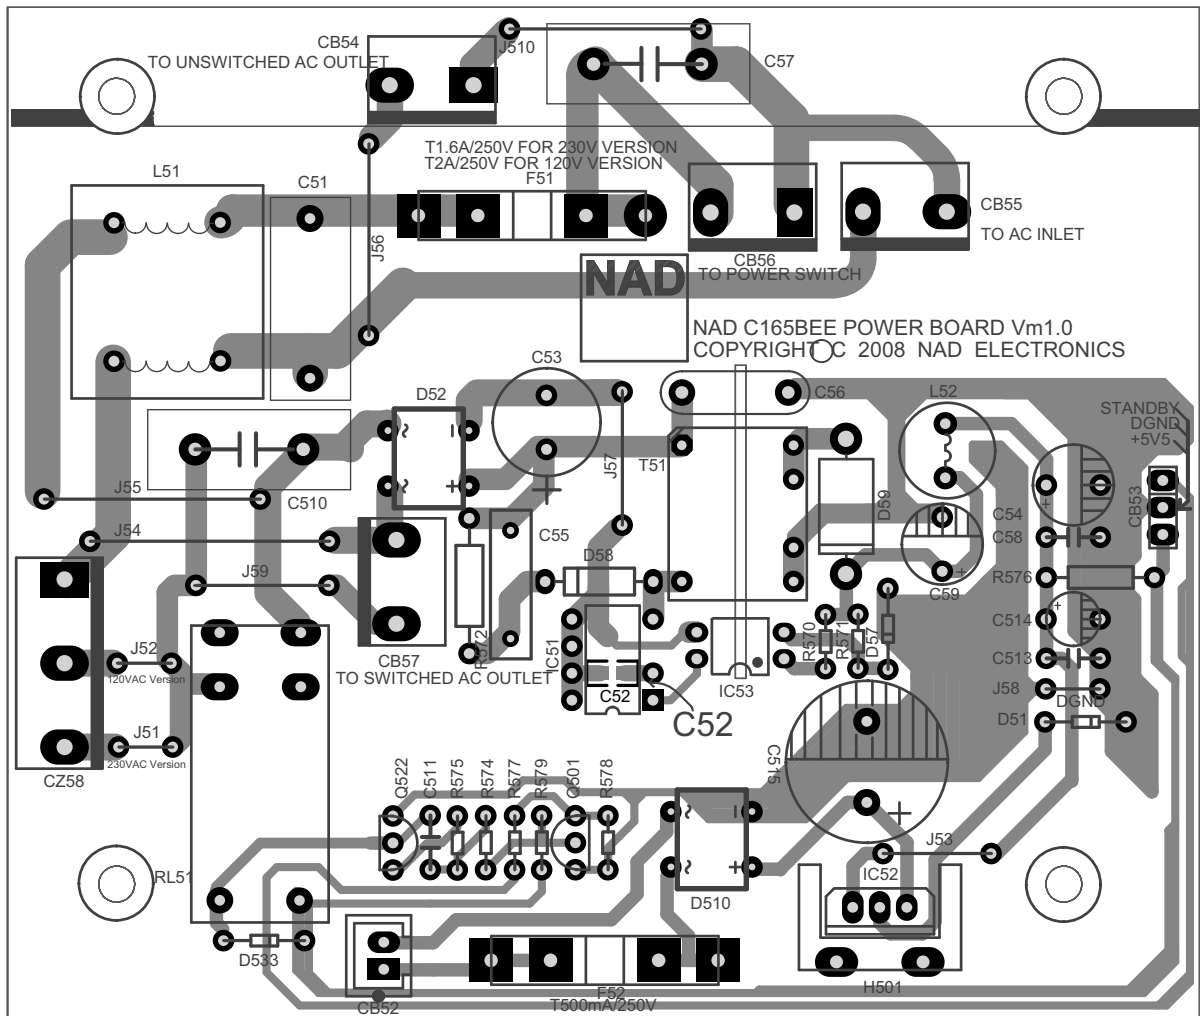 CB54
J510
C57
TO UNSWITCHED AC OUTLET
T1.6A/250V FOR 230V VERSION
T2A/250V FOR 120V VERSION
F51
L51
C51
J56
CB55
TO AC INLET
CB56
TO POWER SWITCH
NAD
NAD C165BEE POWER BOARD Vm1.0
COPYRIGHT C 2008 NAD ELECTRONICS
C53
D52
C56
L52
STANDBY
DGND
+5V5
T51
J57
D59
CB53
J55
C510
C54
J54
C55
D58
C58
J59
R576
C59
C514
R572
IC51
R570
R571
D57
J52
120VAC Version
CB57
TO SWITCHED AC OUTLET
C52
IC53
C513
J58
DGND
C52
D51
J51
230VAC Version
CZ58
Q522
C511
R575
R574
R577
R579
Q501
R578
C515
J53
RL51
IC52
D510
D533
H501
CB52
F52
T500mA/250V